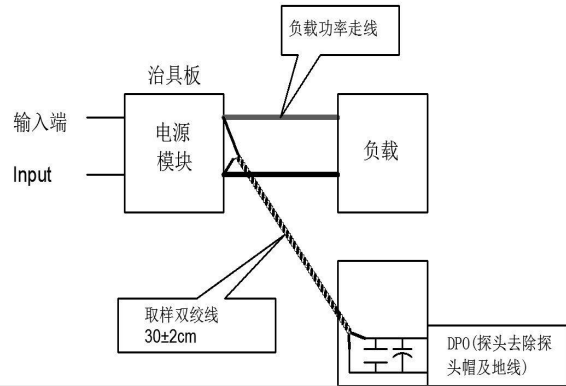 负载功率走线
治具板
输入端
电源
模块
负载
Input
取样双绞线
30±2cm
DPO(探头去除探
头帽及地线)